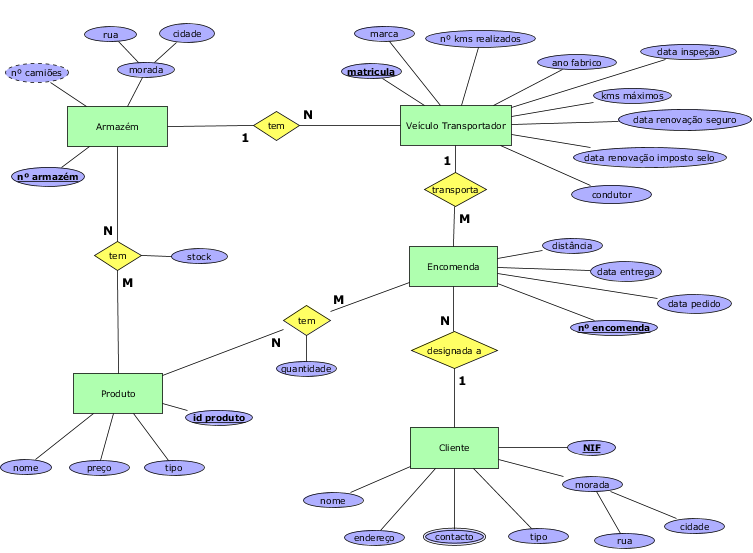 rua
cidade
marca
nº kms realizados
data inspeção
nº camiões
morada
matricula
ano fabrico
kms máximos
Armazém
1
tem
N
Veículo Transportador
data renovação seguro
data renovação imposto selo
nº armazém
1
transporta
condutor
M
N
tem
stock
M
Encomenda
distância
data entrega
data pedido
nº encomenda
M
tem
N
quantidade
N
designada a
1
Produto
id produto
nome
preço
tipo
Cliente
NIF
morada
nome
endereço
contacto
tipo
rua
cidade